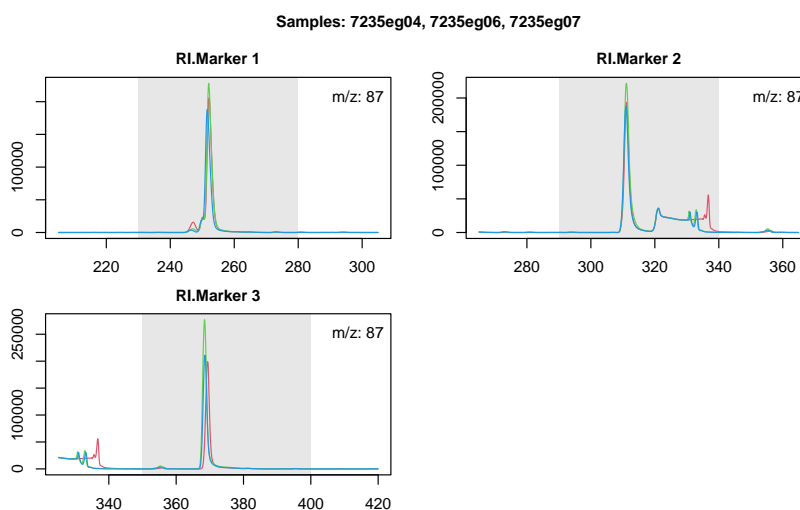 Samples: 7235eg04, 7235eg06, 7235eg07
RI.Marker 1
m/z: 87
0 100000
220 240 260 280 300
RI.Marker 2
m/z: 87
0 100000 200000
280 300 320 340 360
RI.Marker 3
m/z: 87
0 100000 250000
340 360 380 400 420